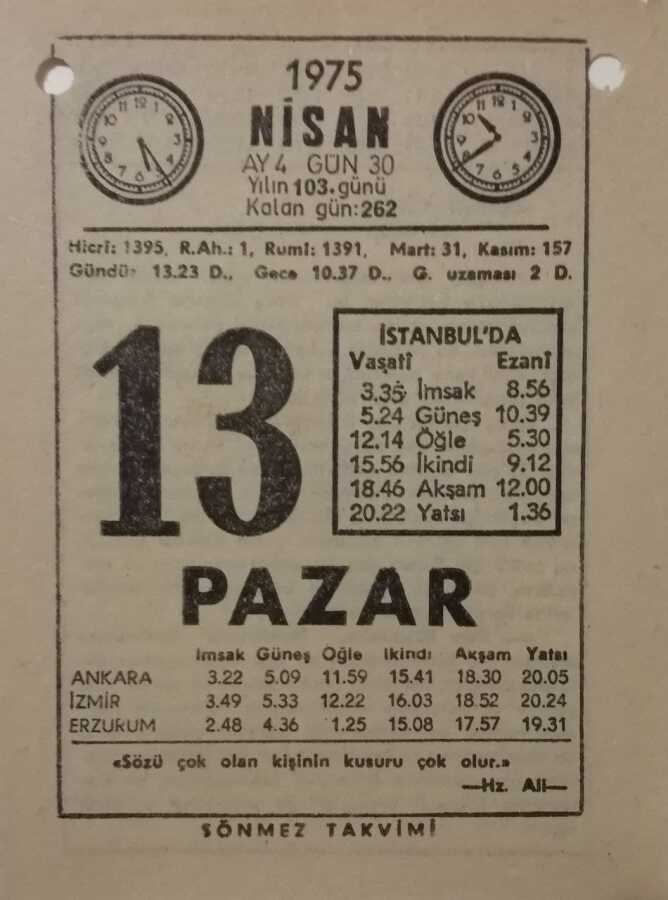 1975
NİSAN
AY 4 GÜN 30
Yılın 103. günü
Kalan gün: 262
Hicrî: 1395, R.Ah.: 1, Rumî: 1391, Mart: 31, Kasım: 157
Gündüz 13.23 D., Gece 10.37 D., G. uzaması 2 D.
13
İSTANBUL'DA
Vaşatî Ezanî
3.35 İmsak 8.56
5.24 Güneş 10.39
12.14 Öğle 5.30
15.56 İkindi 9.12
18.46 Akşam 12.00
20.22 Yatsı 1.36
PAZAR
İmsak Güneş Öğle İkindi Akşam Yatsı
ANKARA 3.22 5.09 11.59 15.41 18.30 20.05
İZMİR 3.49 5.33 12.22 16.03 18.52 20.24
ERZURUM 2.48 4.36 1.25 15.08 17.57 19.31
«Sözü çok olan kişinin kusuru çok olur.»
—Hz. Ali—
SÖNMEZ TAKVİMİ